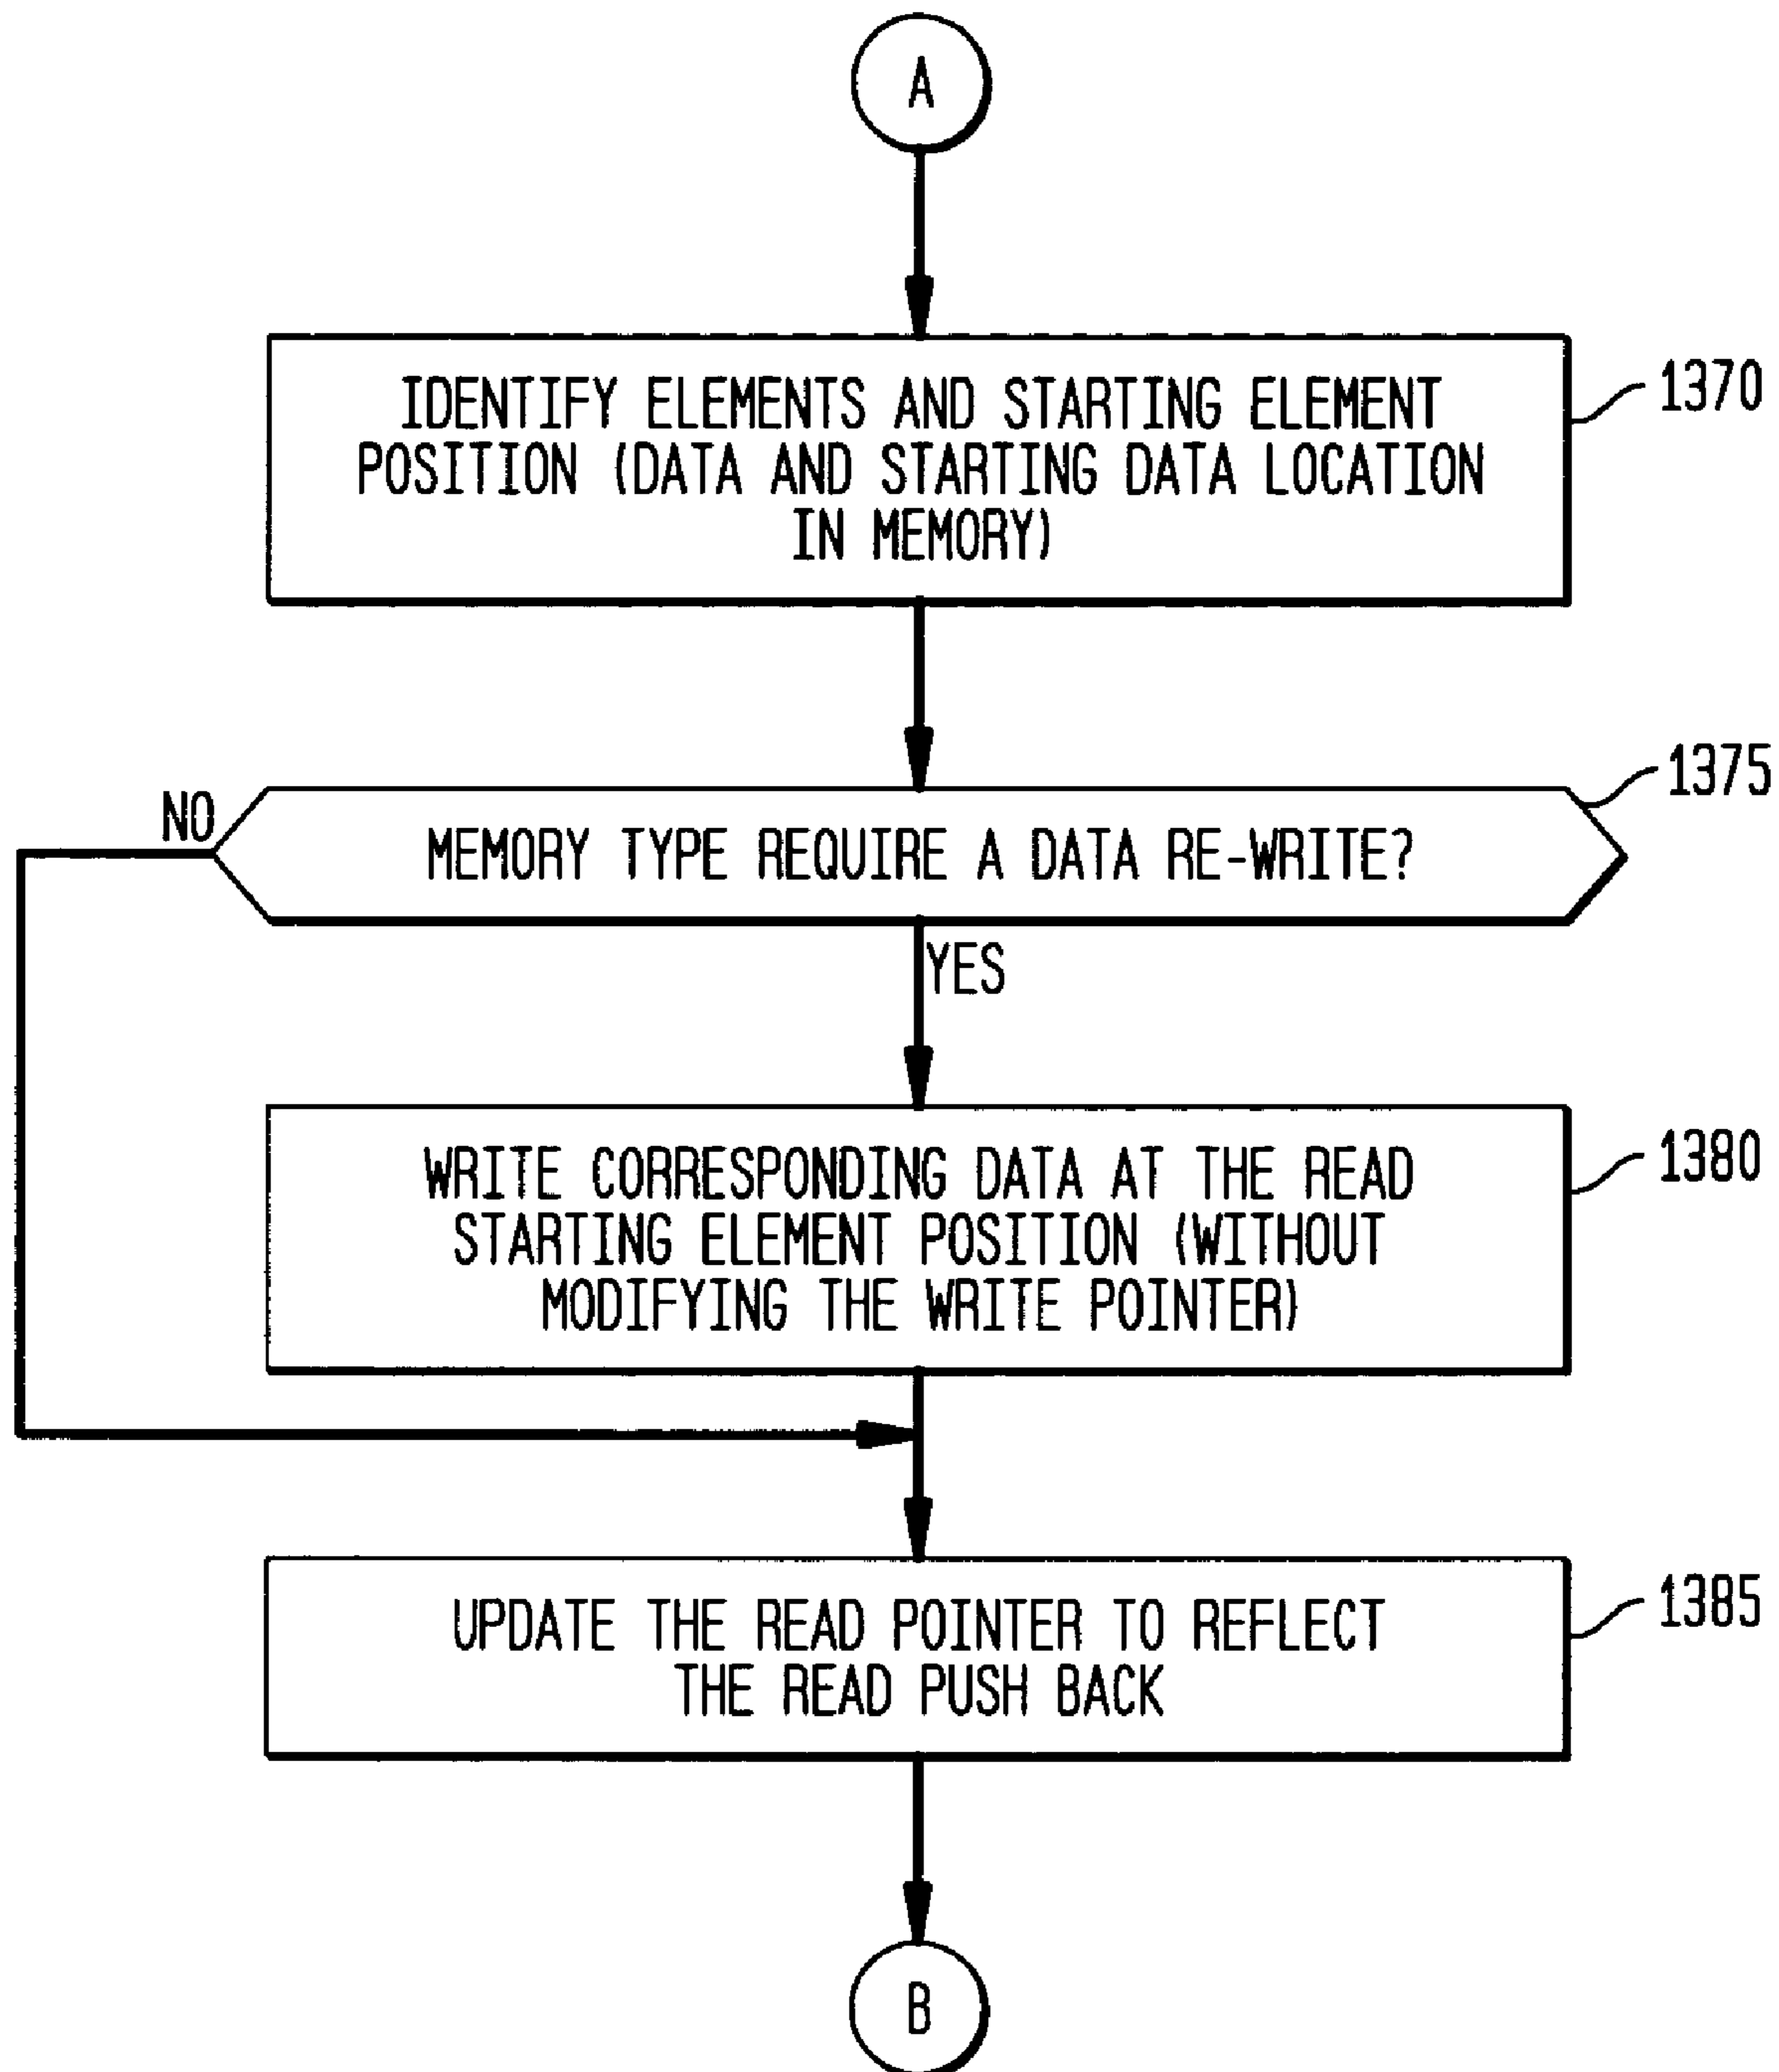 A
IDENTIFY ELEMENTS AND STARTING ELEMENT
POSITION (DATA AND STARTING DATA LOCATION
IN MEMORY)
1370
1375
NO
MEMORY TYPE REQUIRE A DATA RE-WRITE?
YES
WRITE CORRESPONDING DATA AT THE READ
STARTING ELEMENT POSITION (WITHOUT
MODIFYING THE WRITE POINTER)
1380
UPDATE THE READ POINTER TO REFLECT
THE READ PUSH BACK
1385
B